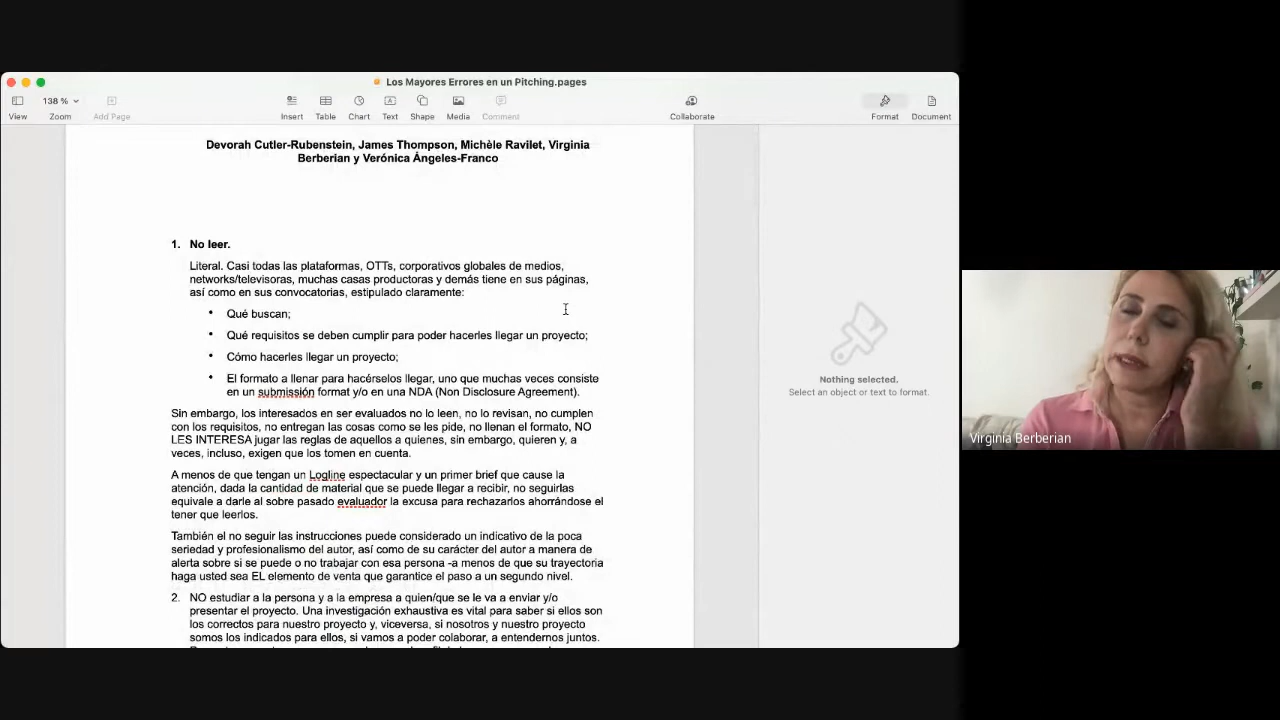 Los Mayores Errores en un Pitching.pages
138 %
View Zoom Add Page Insert Table Chart Text Shape Media Comment Collaborate Format Document
Devorah Cutler-Rubenstein, James Thompson, Michèle Ravilet, Virginia
Berberian y Verónica Ángeles-Franco
1. No leer.
Literal. Casi todas las plataformas, OTTs, corporativos globales de medios,
networks/televisoras, muchas casas productoras y demás tiene en sus páginas,
así como en sus convocatorias, estipulado claramente:
• Qué buscan;
• Qué requisitos se deben cumplir para poder hacerles llegar un proyecto;
• Cómo hacerles llegar un proyecto;
• El formato a llenar para hacérselos llegar, uno que muchas veces consiste
en un submissión format y/o en una NDA (Non Disclosure Agreement).
Sin embargo, los interesados en ser evaluados no lo leen, no lo revisan, no cumplen
con los requisitos, no entregan las cosas como se les pide, no llenan el formato, NO
LES INTERESA jugar las reglas de aquellos a quienes, sin embargo, quieren y, a
veces, incluso, exigen que los tomen en cuenta.
A menos de que tengan un Logline espectacular y un primer brief que cause la
atención, dada la cantidad de material que se puede llegar a recibir, no seguirlas
equivale a darle al sobre pasado evaluador la excusa para rechazarlos ahorrándose el
tener que leerlos.
También el no seguir las instrucciones puede considerado un indicativo de la poca
seriedad y profesionalismo del autor, así como de su carácter del autor a manera de
alerta sobre si se puede o no trabajar con esa persona -a menos de que su trayectoria
haga usted sea EL elemento de venta que garantice el paso a un segundo nivel.
2. NO estudiar a la persona y a la empresa a quien/que se le va a enviar y/o
presentar el proyecto. Una investigación exhaustiva es vital para saber si ellos son
los correctos para nuestro proyecto y, viceversa, si nosotros y nuestro proyecto
somos los indicados para ellos, si vamos a poder colaborar, a entendernos juntos.
Nothing selected.
Select an object or text to format.
Virginia Berberian